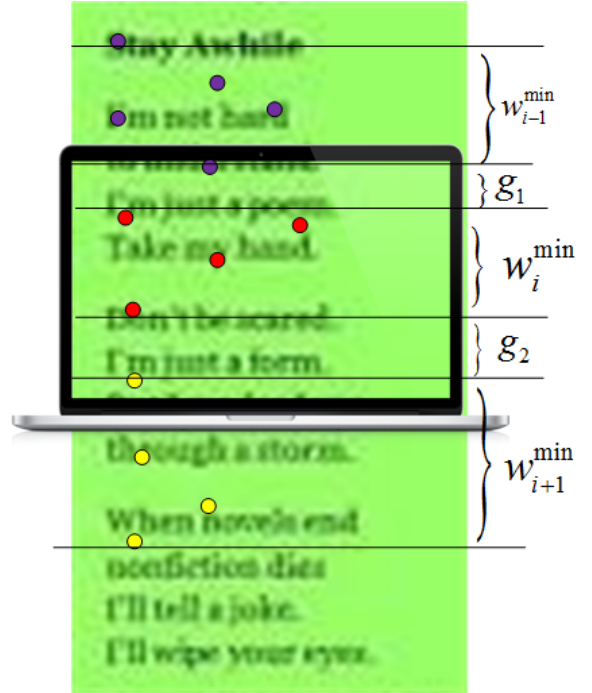 Stay Awhile
I'm not hard
I'm just a poem.
Take my hand.
Don't be scared.
I'm just a form.
through a storm.
When novels end
nonfiction dies
I'll tell a joke.
I'll wipe your eyes.
w_{i-1}^{min}
g_1
w_i^{min}
g_2
w_{i+1}^{min}